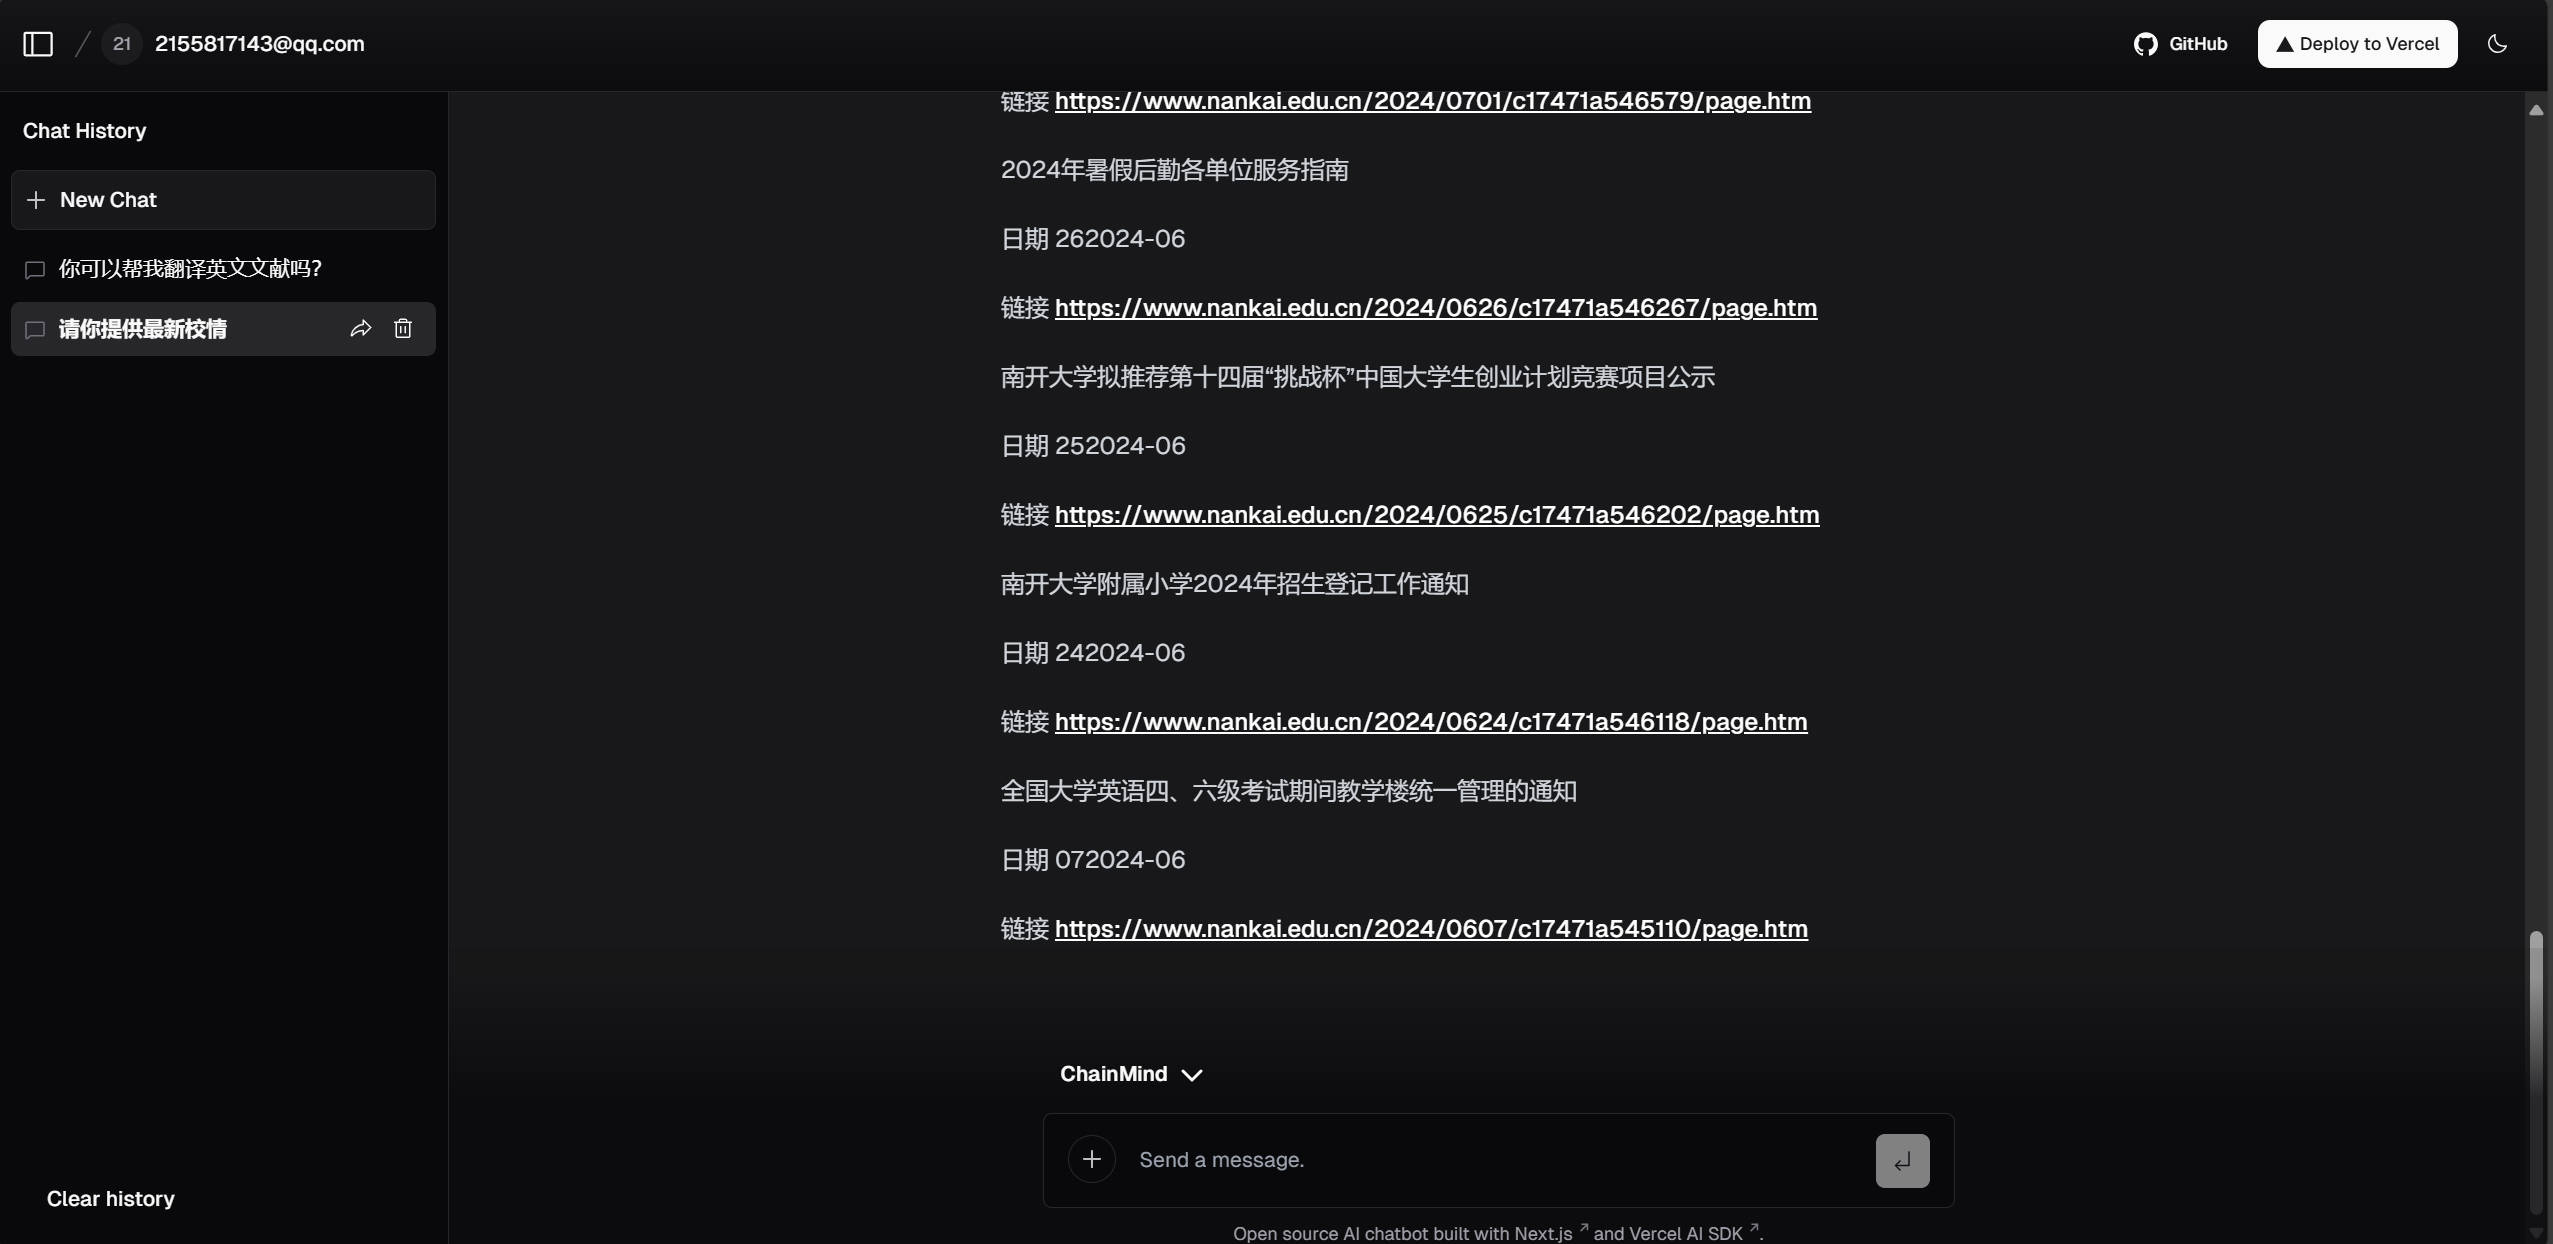 21 2155817143@qq.com
GitHub
Deploy to Vercel
Chat History
New Chat
你可以帮我翻译英文文献吗?
请你提供最新校情
Clear history
链接 https://www.nankai.edu.cn/2024/0701/c17471a546579/page.htm
2024年暑假后勤各单位服务指南
日期 262024-06
链接 https://www.nankai.edu.cn/2024/0626/c17471a546267/page.htm
南开大学拟推荐第十四届“挑战杯”中国大学生创业计划竞赛项目公示
日期 252024-06
链接 https://www.nankai.edu.cn/2024/0625/c17471a546202/page.htm
南开大学附属小学2024年招生登记工作通知
日期 242024-06
链接 https://www.nankai.edu.cn/2024/0624/c17471a546118/page.htm
全国大学英语四、六级考试期间教学楼统一管理的通知
日期 072024-06
链接 https://www.nankai.edu.cn/2024/0607/c17471a545110/page.htm
ChainMind
Send a message.
Open source AI chatbot built with Next.js and Vercel AI SDK .